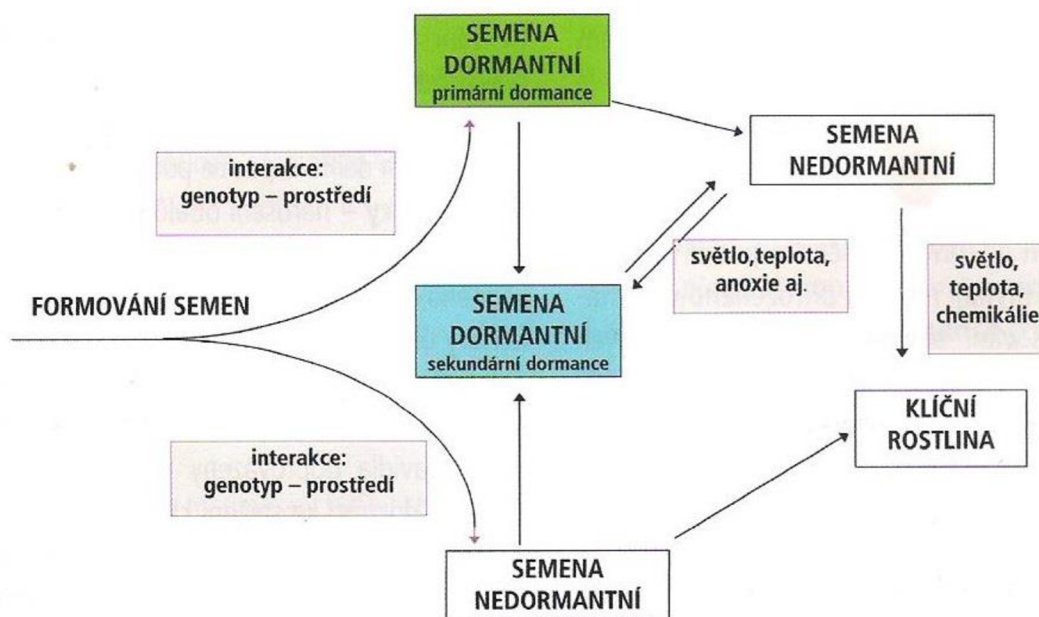 SEMENA
DORMANTNÍ
primární dormance
interakce:
genotyp – prostředí
SEMENA
NEDORMANTNÍ
světlo, teplota,
anoxie aj.
světlo,
teplota,
chemikálie
FORMOVÁNÍ SEMEN
SEMENA
DORMANTNÍ
sekundární dormance
KLÍČNÍ
ROSTLINA
interakce:
genotyp – prostředí
SEMENA
NEDORMANTNÍ